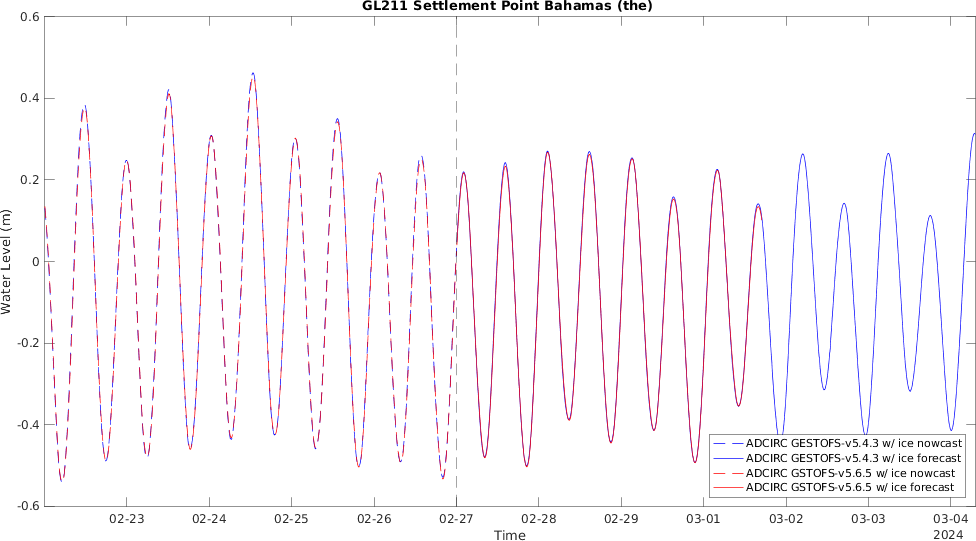 GL211 Settlement Point Bahamas (the)
0.6
0.4
0.2
0
-0.2
-0.4
-0.6
Water Level (m)
ADCIRC GESTOFS-v5.4.3 w/ ice nowcast
ADCIRC GESTOFS-v5.4.3 w/ ice forecast
ADCIRC GSTOFS-v5.6.5 w/ ice nowcast
ADCIRC GSTOFS-v5.6.5 w/ ice forecast
02-23 02-24 02-25 02-26 02-27 02-28 02-29 03-01 03-02 03-03 03-04
Time
2024